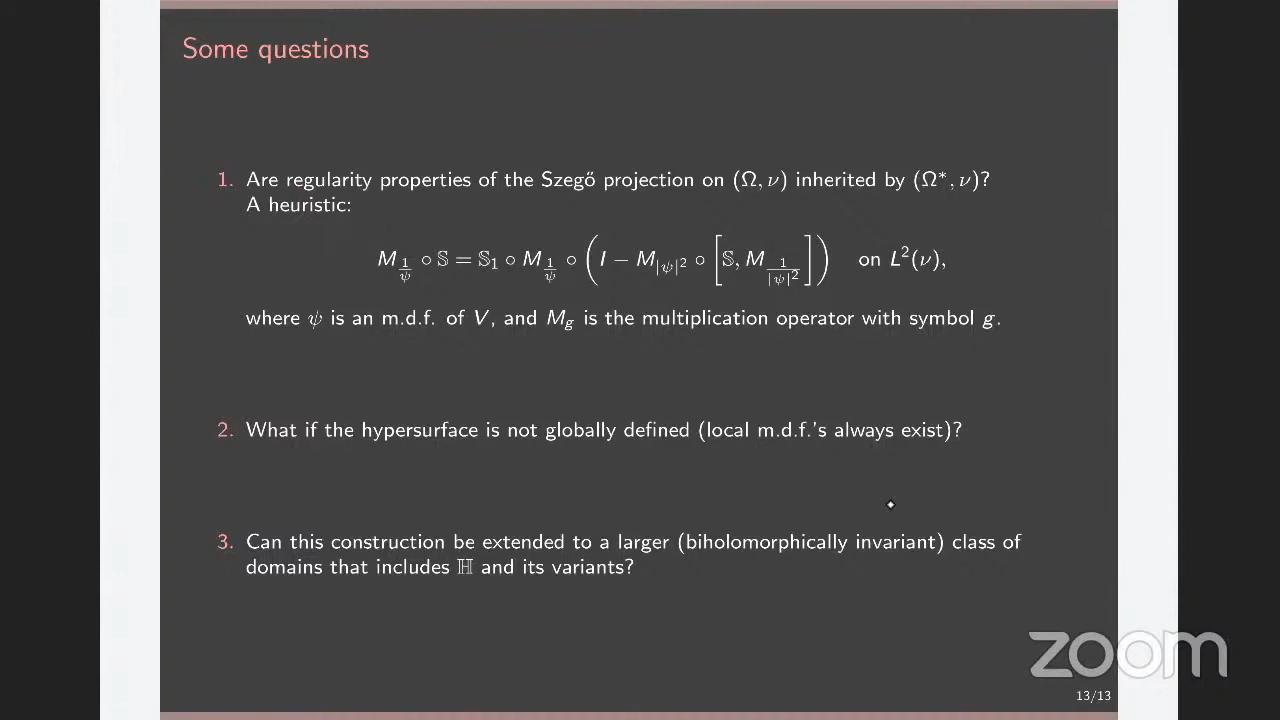 Some questions
1. Are regularity properties of the Szegő projection on (Ω, ν) inherited by (Ω*, ν)?
A heuristic:
M_{1/ψ} ∘ 𝕊 = 𝕊₁ ∘ M_{1/ψ} ∘ (I − M_{|ψ|²} ∘ [𝕊, M_{1/|ψ|²}]) on L²(ν),
where ψ is an m.d.f. of V, and M_g is the multiplication operator with symbol g.
2. What if the hypersurface is not globally defined (local m.d.f.'s always exist)?
3. Can this construction be extended to a larger (biholomorphically invariant) class of
domains that includes ℍ and its variants?
zoom
13/13